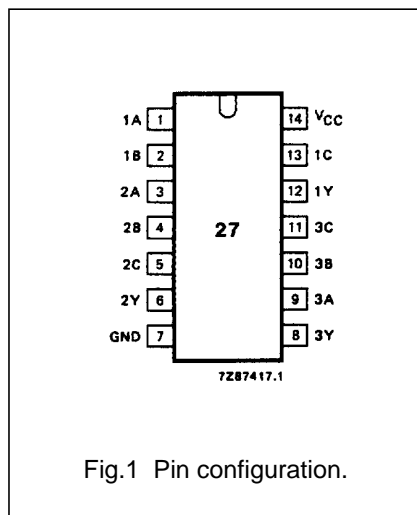 1A 1 14 VCC
1B 2 13 1C
2A 3 12 1Y
2B 4 27 11 3C
2C 5 10 3B
2Y 6 9 3A
GND 7 8 3Y
7Z87417.1
Fig.1 Pin configuration.